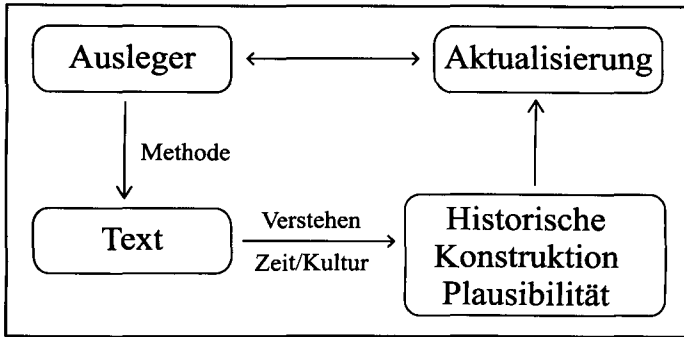 Ausleger
Aktualisierung
Methode
Text
Verstehen
Zeit/Kultur
Historische
Konstruktion
Plausibilität